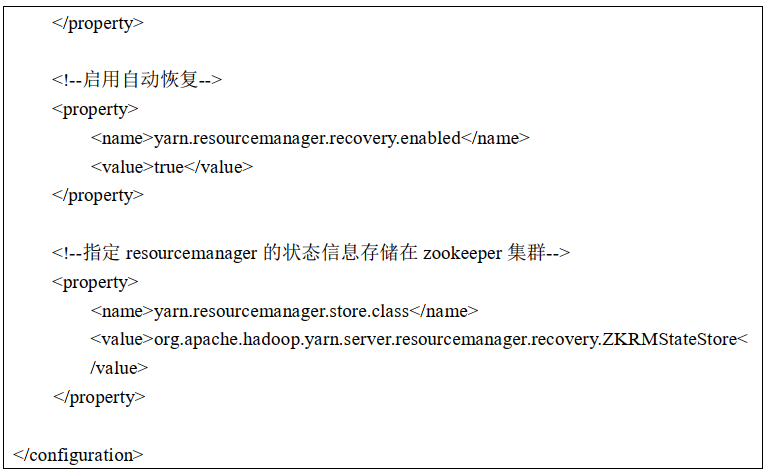 </property>
<!--启用自动恢复-->
<property>
<name>yarn.resourcemanager.recovery.enabled</name>
<value>true</value>
</property>
<!--指定 resourcemanager 的状态信息存储在 zookeeper 集群-->
<property>
<name>yarn.resourcemanager.store.class</name>
<value>org.apache.hadoop.yarn.server.resourcemanager.recovery.ZKRMStateStore<
/value>
</property>
</configuration>